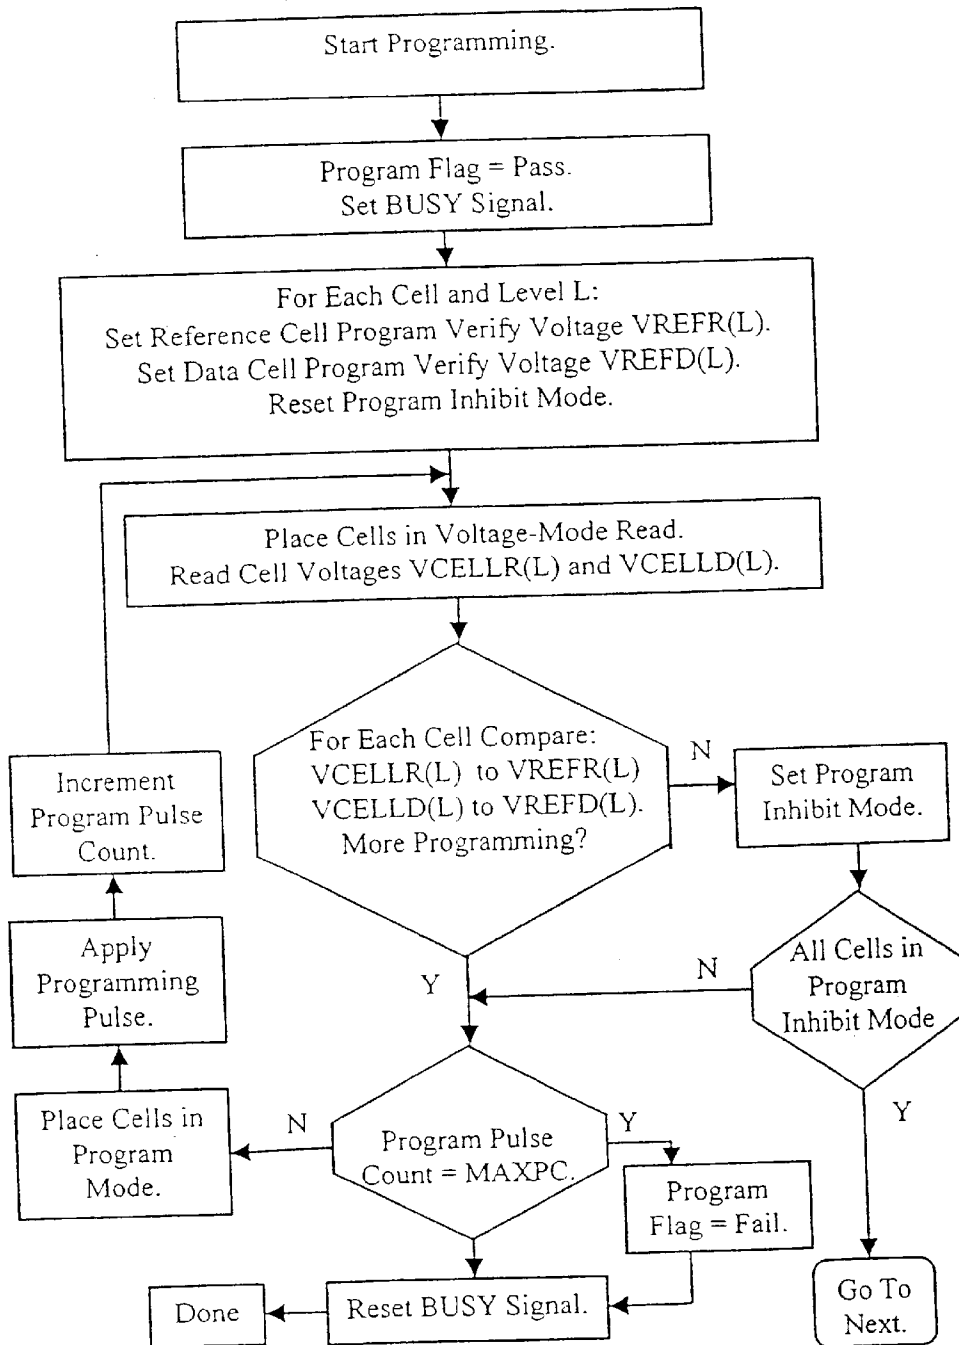 Start Programming.
Program Flag = Pass.
Set BUSY Signal.
For Each Cell and Level L:
Set Reference Cell Program Verify Voltage VREFR(L).
Set Data Cell Program Verify Voltage VREFD(L).
Reset Program Inhibit Mode.
Place Cells in Voltage-Mode Read.
Read Cell Voltages VCELLR(L) and VCELLD(L).
For Each Cell Compare:
VCELLR(L) to VREFR(L)
VCELLD(L) to VREFD(L).
More Programming?
N
Set Program
Inhibit Mode.
Increment
Program Pulse
Count.
Apply
Programming
Pulse.
Y
N
All Cells in
Program
Inhibit Mode
Place Cells in
Program
Mode.
N
Program Pulse
Count = MAXPC.
Y
Y
Program
Flag = Fail.
Done
Reset BUSY Signal.
Go To
Next.